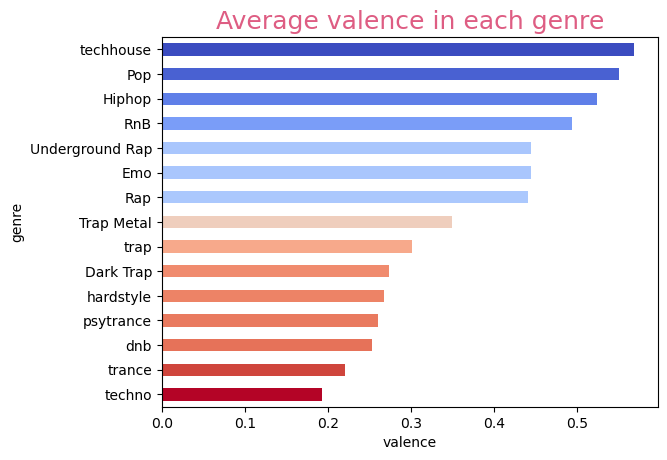 Average valence in each genre
techhouse
Pop
Hiphop
RnB
Underground Rap
Emo
Rap
Trap Metal
trap
Dark Trap
hardstyle
psytrance
dnb
trance
techno
genre
0.0 0.1 0.2 0.3 0.4 0.5
valence